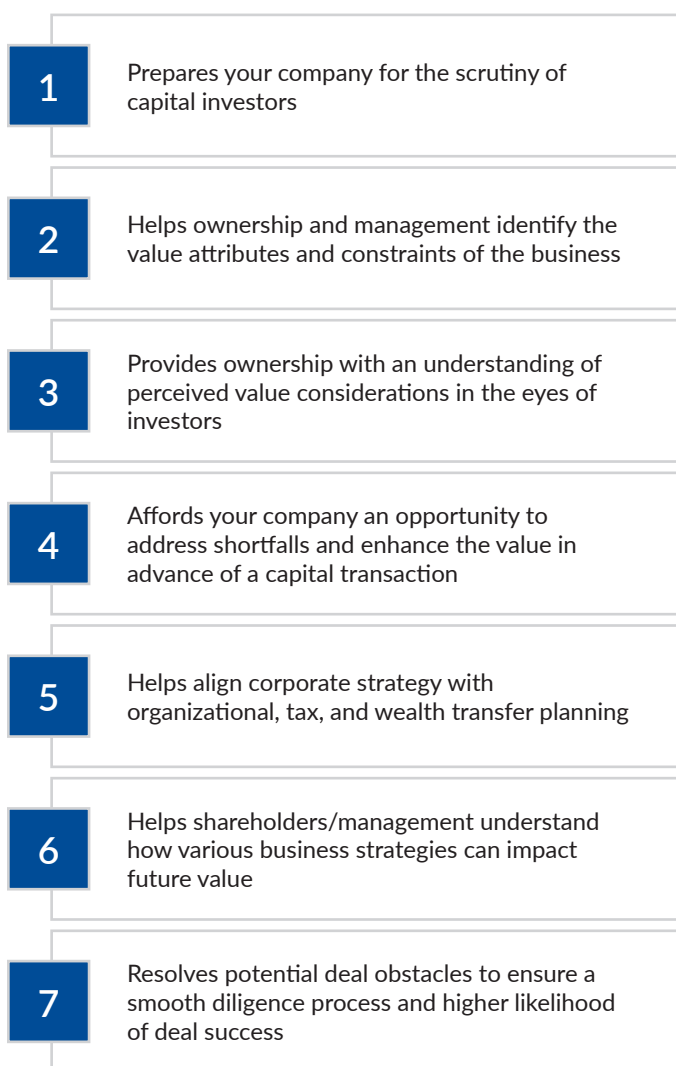 1
Prepares your company for the scrutiny of
capital investors
2
Helps ownership and management identify the
value attributes and constraints of the business
3
Provides ownership with an understanding of
perceived value considerations in the eyes of
investors
4
Affords your company an opportunity to
address shortfalls and enhance the value in
advance of a capital transaction
5
Helps align corporate strategy with
organizational, tax, and wealth transfer planning
6
Helps shareholders/management understand
how various business strategies can impact
future value
7
Resolves potential deal obstacles to ensure a
smooth diligence process and higher likelihood
of deal success